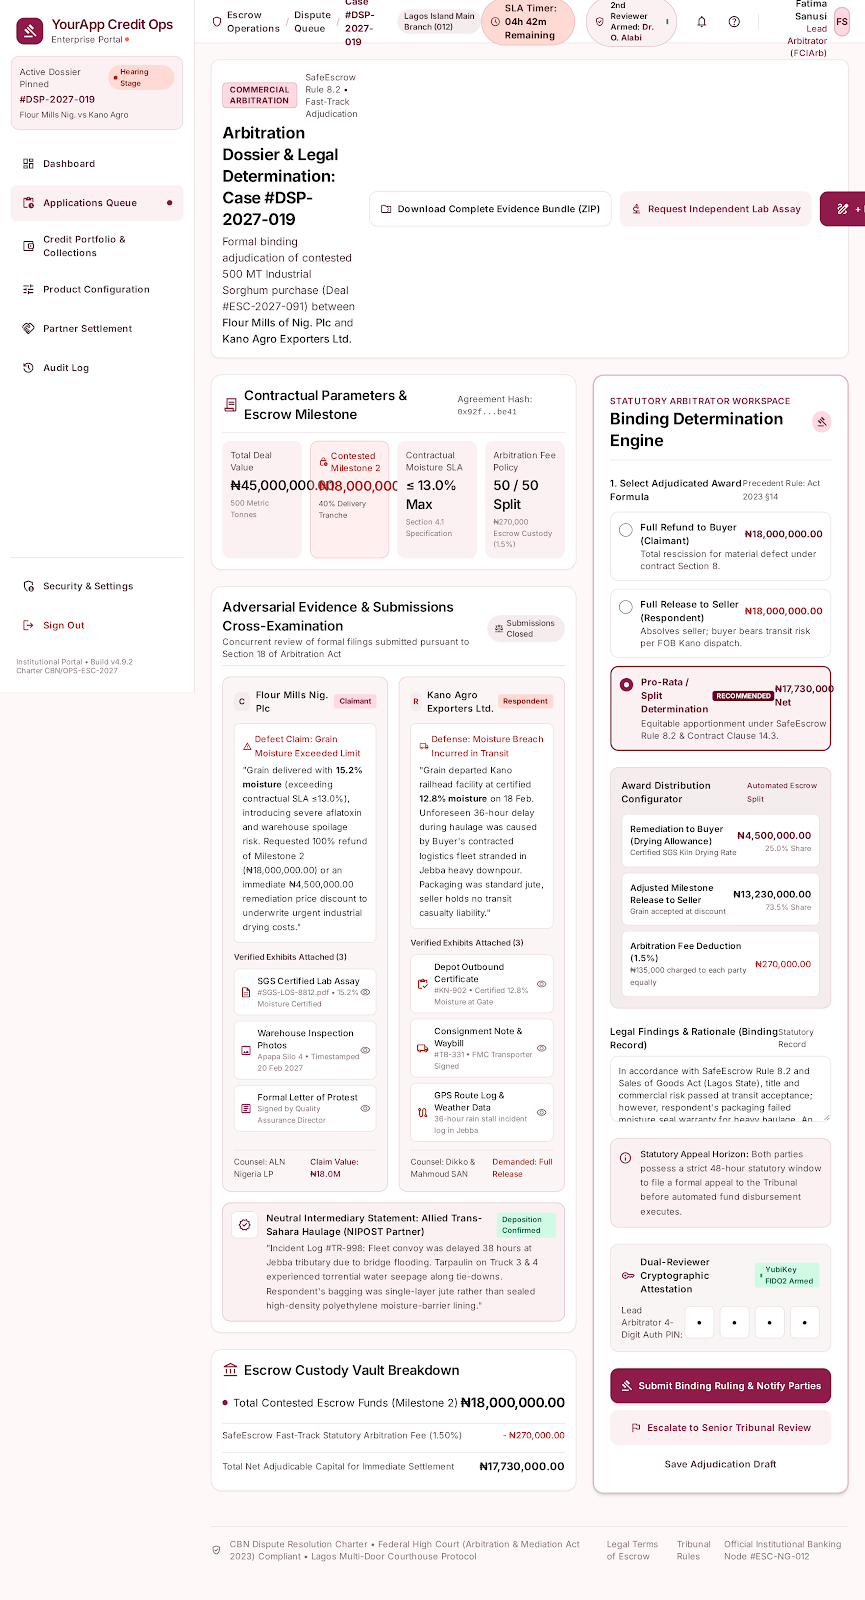 YourApp Credit Ops
Enterprise Portal
Active Dossier
Pinned
Hearing
Stage
#DSP-2027-019
Flour Mills Nig. vs Kano Agro
Dashboard
Applications Queue
Credit Portfolio &
Collections
Product Configuration
Partner Settlement
Audit Log
Security & Settings
Sign Out
Institutional Portal • Build v4.9.2
Charter CBN/OPS-ESC-2027
Escrow
Operations
/
Dispute
Queue
/
Case
#DSP-
2027-
019
Lagos Island Main
Branch (012)
SLA Timer:
04h 42m
Remaining
2nd
Reviewer
Armed: Dr.
O. Alabi
Fatima
Sanusi
Lead
Arbitrator
(FCIArb)
FS
COMMERCIAL
ARBITRATION
SafeEscrow
Rule 8.2 •
Fast-Track
Adjudication
Arbitration
Dossier & Legal
Determination:
Case #DSP-
2027-019
Formal binding
adjudication of contested
500 MT Industrial
Sorghum purchase (Deal
#ESC-2027-091) between
Flour Mills of Nig. Plc and
Kano Agro Exporters Ltd.
Download Complete Evidence Bundle (ZIP)
Request Independent Lab Assay
+
Contractual Parameters &
Escrow Milestone
Agreement Hash:
0x92f...be41
Total Deal
Value
₦45,000,000.00
500 Metric
Tonnes
Contested
Milestone 2
₦18,000,000
40% Delivery
Tranche
Contractual
Moisture SLA
≤ 13.0%
Max
Section 4.1
Specification
Arbitration Fee
Policy
50 / 50
Split
₦270,000
Escrow Custody
(1.5%)
Adversarial Evidence & Submissions
Cross-Examination
Concurrent review of formal filings submitted pursuant to
Section 18 of Arbitration Act
Submissions
Closed
C
Flour Mills Nig.
Plc
Claimant
Defect Claim: Grain
Moisture Exceeded Limit
"Grain delivered with 15.2%
moisture (exceeding
contractual SLA ≤13.0%),
introducing severe aflatoxin
and warehouse spoilage
risk. Requested 100% refund
of Milestone 2
(₦18,000,000.00) or an
immediate ₦4,500,000.00
remediation price discount to
underwrite urgent industrial
drying costs."
Verified Exhibits Attached (3)
SGS Certified Lab Assay
#SGS-LOS-8812.pdf • 15.2%
Moisture Certified
Warehouse Inspection
Photos
Apapa Silo 4 • Timestamped
20 Feb 2027
Formal Letter of Protest
Signed by Quality
Assurance Director
Counsel: ALN
Nigeria LP
Claim Value:
₦18.0M
R
Kano Agro
Exporters Ltd.
Respondent
Defense: Moisture Breach
Incurred in Transit
"Grain departed Kano
railhead facility at certified
12.8% moisture on 18 Feb.
Unforeseen 36-hour delay
during haulage was caused
by Buyer's contracted
logistics fleet stranded in
Jebba heavy downpour.
Packaging was standard jute,
seller holds no transit
casualty liability."
Verified Exhibits Attached (3)
Depot Outbound
Certificate
#KN-902 • Certified 12.8%
Moisture at Gate
Consignment Note &
Waybill
#TB-331 • FMC Transporter
Signed
GPS Route Log &
Weather Data
36-hour rain stall incident
log in Jebba
Counsel: Dikko &
Mahmoud SAN
Demanded: Full
Release
Neutral Intermediary Statement: Allied Trans-
Sahara Haulage (NIPOST Partner)
Deposition
Confirmed
"Incident Log #TR-998: Fleet convoy was delayed 38 hours at
Jebba tributary due to bridge flooding. Tarpaulin on Truck 3 & 4
experienced torrential water seepage along tie-downs.
Respondent's bagging was single-layer jute rather than sealed
high-density polyethylene moisture-barrier lining."
Escrow Custody Vault Breakdown
Total Contested Escrow Funds (Milestone 2) ₦18,000,000.00
SafeEscrow Fast-Track Statutory Arbitration Fee (1.50%)
- ₦270,000.00
Total Net Adjudicable Capital for Immediate Settlement
₦17,730,000.00
STATUTORY ARBITRATOR WORKSPACE
Binding Determination
Engine
1. Select Adjudicated Award
Formula
Precedent Rule: Act
2023 §14
Full Refund to Buyer
(Claimant)
₦18,000,000.00
Total rescission for material defect under
contract Section 8.
Full Release to Seller
(Respondent)
₦18,000,000.00
Absolves seller; buyer bears transit risk
per FOB Kano dispatch.
Pro-Rata /
Split
Determination
RECOMMENDED
₦17,730,000
Net
Equitable apportionment under SafeEscrow
Rule 8.2 & Contract Clause 14.3.
Award Distribution
Configurator
Automated Escrow
Split
Remediation to Buyer
(Drying Allowance)
Certified SGS Kiln Drying Rate
₦4,500,000.00
25.0% Share
Adjusted Milestone
Release to Seller
Grain accepted at discount
₦13,230,000.00
73.5% Share
Arbitration Fee Deduction
(1.5%)
₦135,000 charged to each party
equally
₦270,000.00
Legal Findings & Rationale (Binding
Record)
Statutory
Record
In accordance with SafeEscrow Rule 8.2 and
Sales of Goods Act (Lagos State), title and
commercial risk passed at transit acceptance;
however, respondent's packaging failed
moisture seal warranty for heavy haulage. An
Statutory Appeal Horizon: Both parties
possess a strict 48-hour statutory window
to file a formal appeal to the Tribunal
before automated fund disbursement
executes.
Dual-Reviewer
Cryptographic
Attestation
YubiKey
FIDO2 Armed
Lead
Arbitrator 4-
Digit Auth PIN:
• • • •
Submit Binding Ruling & Notify Parties
Escalate to Senior Tribunal Review
Save Adjudication Draft
CBN Dispute Resolution Charter • Federal High Court (Arbitration & Mediation Act
2023) Compliant • Lagos Multi-Door Courthouse Protocol
Legal Terms
of Escrow
Tribunal
Rules
Official Institutional Banking
Node #ESC-NG-012